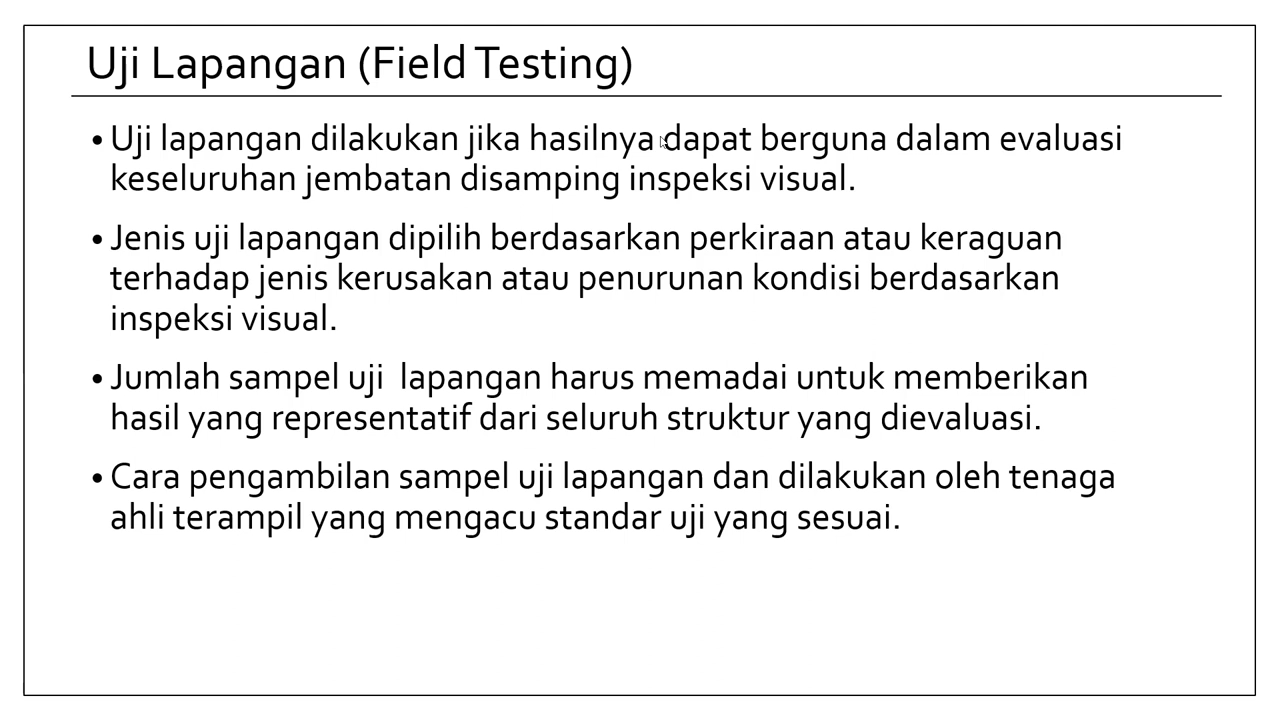 Uji Lapangan (Field Testing)
• Uji lapangan dilakukan jika hasilnya dapat berguna dalam evaluasi
keseluruhan jembatan disamping inspeksi visual.
• Jenis uji lapangan dipilih berdasarkan perkiraan atau keraguan
terhadap jenis kerusakan atau penurunan kondisi berdasarkan
inspeksi visual.
• Jumlah sampel uji  lapangan harus memadai untuk memberikan
hasil yang representatif dari seluruh struktur yang dievaluasi.
• Cara pengambilan sampel uji lapangan dan dilakukan oleh tenaga
ahli terampil yang mengacu standar uji yang sesuai.